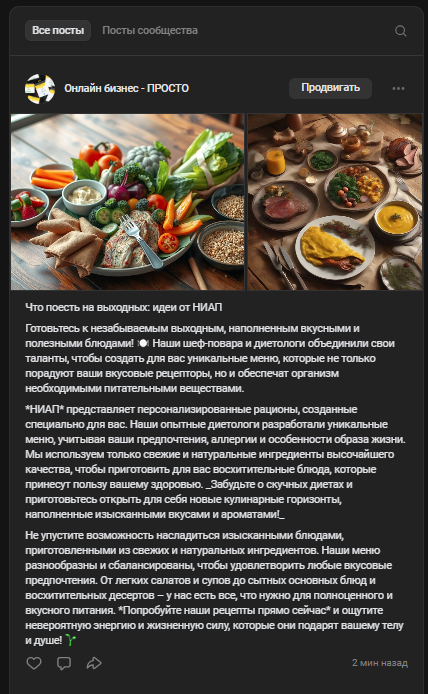 Все посты
Посты сообщества
Онлайн бизнес - ПРОСТО
Продвигать
Что поесть на выходных: идеи от НИАП
Готовьтесь к незабываемым выходным, наполненным вкусными и
полезными блюдами! 🍽 Наши шеф-повара и диетологи объединили свои
таланты, чтобы создать для вас уникальные меню, которые не только
порадуют ваши вкусовые рецепторы, но и обеспечат организм
необходимыми питательными веществами.
*НИАП* представляет персонализированные рационы, созданные
специально для вас. Наши опытные диетологи разработали уникальные
меню, учитывая ваши предпочтения, аллергии и особенности образа жизни.
Мы используем только свежие и натуральные ингредиенты высочайшего
качества, чтобы приготовить для вас восхитительные блюда, которые
принесут пользу вашему здоровью. _Забудьте о скучных диетах и
приготовьтесь открыть для себя новые кулинарные горизонты,
наполненные изысканными вкусами и ароматами!_
Не упустите возможность насладиться изысканными блюдами,
приготовленными из свежих и натуральных ингредиентов. Наши меню
разнообразны и сбалансированы, чтобы удовлетворить любые вкусовые
предпочтения. От легких салатов и супов до сытных основных блюд и
восхитительных десертов – у нас есть все, что нужно для полноценного и
вкусного питания. *Попробуйте наши рецепты прямо сейчас* и ощутите
невероятную энергию и жизненную силу, которые они подарят вашему телу
и душе! 🌱
2 мин назад